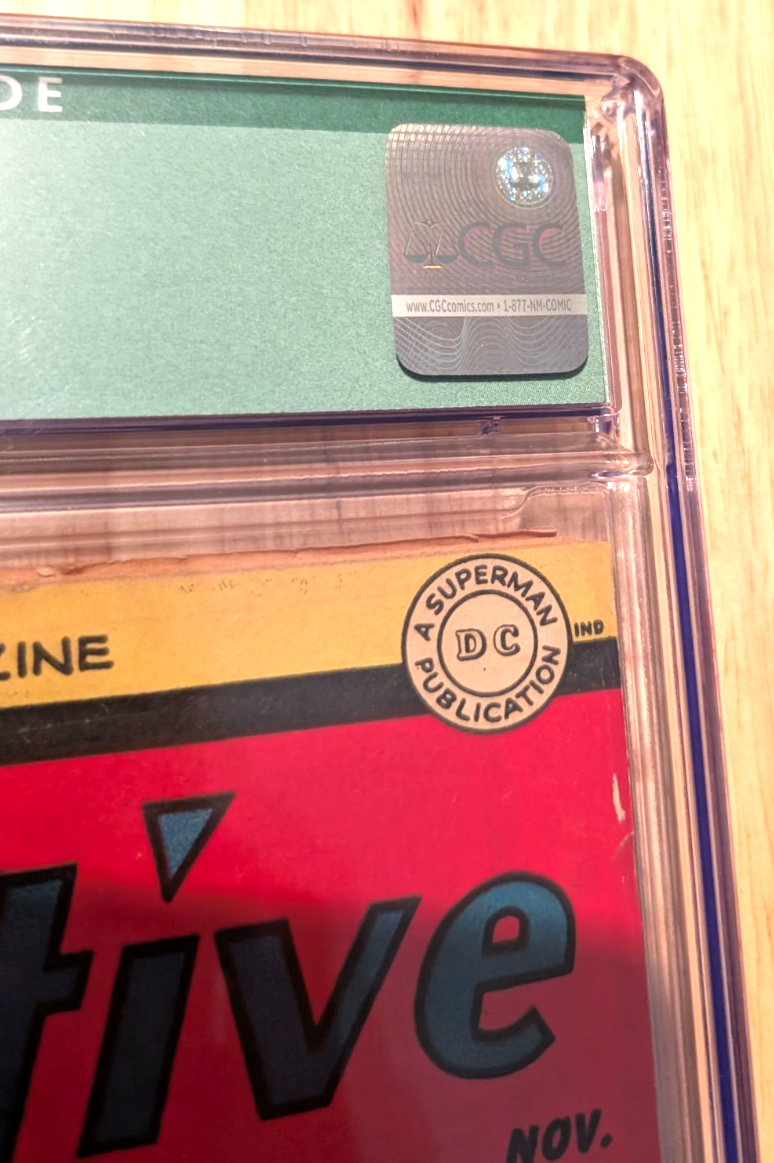 DE
CGC
www.CGCcomics.com • 1-877-NM-COMIC
ZINE
A SUPERMAN
DC
PUBLICATION
IND
tive
NOV.